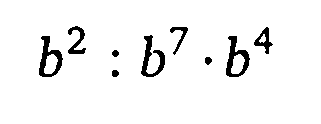 b² : b⁷ · b⁴